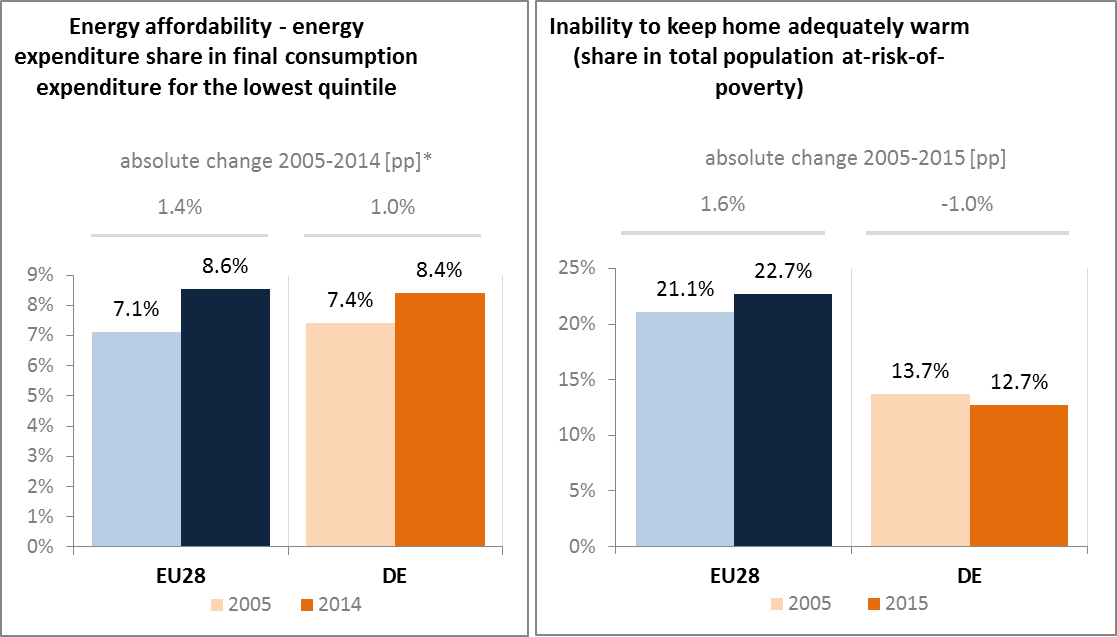 Energy affordability - energy
expenditure share in final consumption
expenditure for the lowest quintile
absolute change 2005-2014 [pp]*
1.4% 1.0%
9%
8%
7%
6%
5%
4%
3%
2%
1%
0%
7.1% 8.6% 7.4% 8.4%
EU28 DE
2005 2014
Inability to keep home adequately warm
(share in total population at-risk-of-
poverty)
absolute change 2005-2015 [pp]
1.6% -1.0%
25%
20%
15%
10%
5%
0%
21.1% 22.7% 13.7% 12.7%
EU28 DE
2005 2015